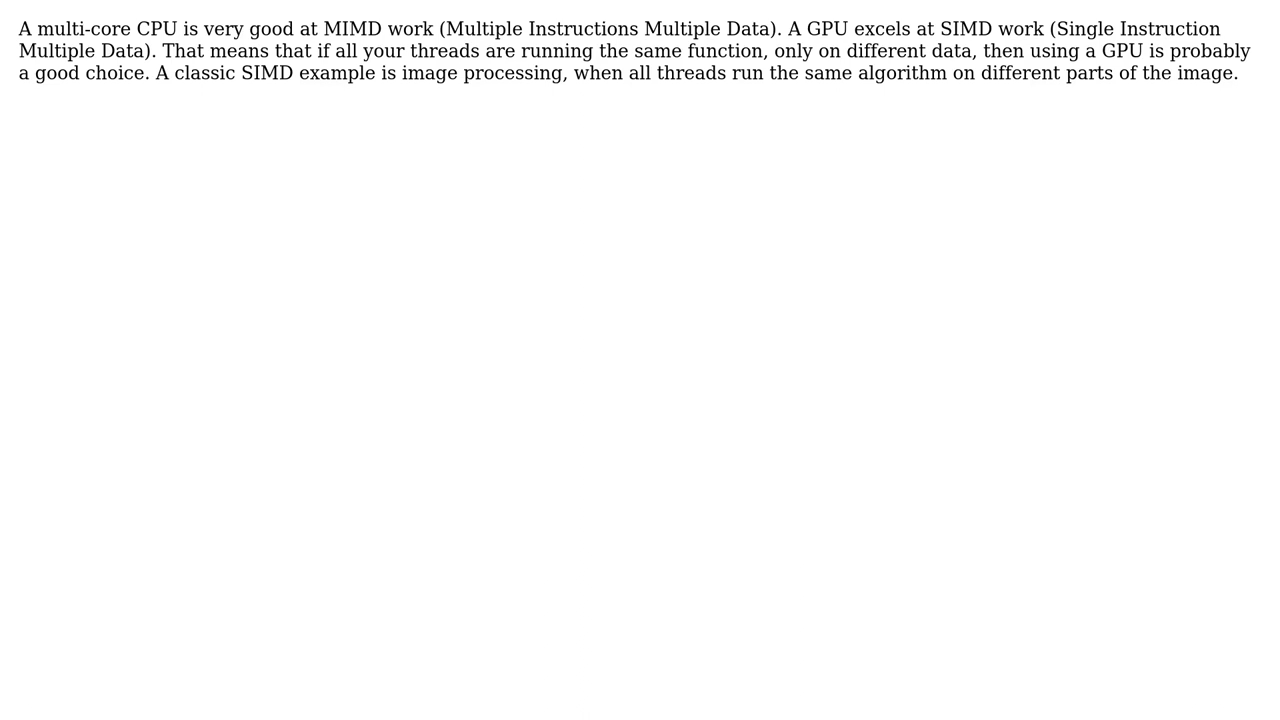 A multi-core CPU is very good at MIMD work (Multiple Instructions Multiple Data). A GPU excels at SIMD work (Single Instruction
Multiple Data). That means that if all your threads are running the same function, only on different data, then using a GPU is probably
a good choice. A classic SIMD example is image processing, when all threads run the same algorithm on different parts of the image.